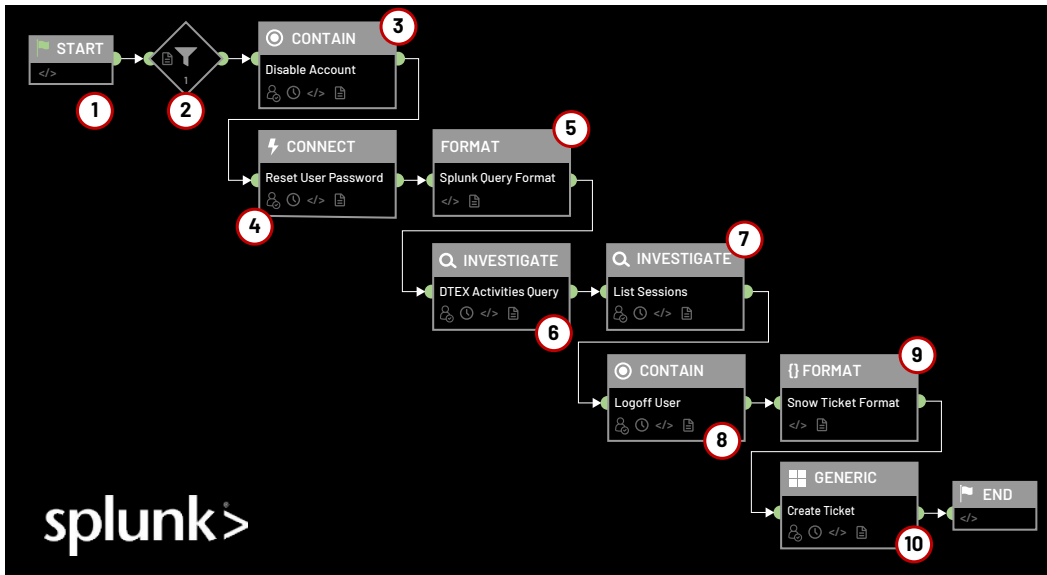 START
</>
1
1
2
CONTAIN
3
Disable Account
</>
CONNECT
Reset User Password
</>
4
FORMAT
5
Splunk Query Format
</>
INVESTIGATE
DTEX Activities Query
</>
6
INVESTIGATE
7
List Sessions
</>
CONTAIN
Logoff User
</>
8
{} FORMAT
9
Snow Ticket Format
</>
GENERIC
Create Ticket
</>
10
END
</>
splunk>